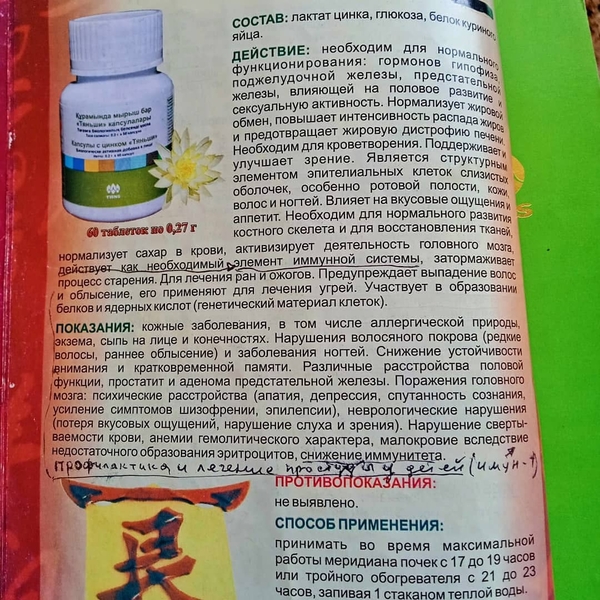 СОСТАВ: лактат цинка, глюкоза, белок куриного
яйца.
ДЕЙСТВИЕ: необходим для нормального
функционирования: гормонов гипофиза,
поджелудочной железы, предстательной
железы, влияющей на половое развитие и
сексуальную активность. Нормализует жировой
обмен, повышает интенсивность распада жиров
и предотвращает жировую дистрофию печени.
Необходим для кроветворения. Поддерживает и
улучшает зрение. Является структурным
элементом эпителиальных клеток слизистых
оболочек, особенно ротовой полости, кожи,
волос и ногтей. Влияет на вкусовые ощущения и
аппетит. Необходим для нормального развития
костного скелета и для восстановления тканей,
нормализует сахар в крови, активизирует деятельность головного мозга,
действует как необходимый элемент иммунной системы, затормаживает
процесс старения. Для лечения ран и ожогов. Предупреждает выпадение волос
и облысение, его применяют для лечения угрей. Участвует в образовании
белков и ядерных кислот (генетический материал клеток).
Құрамында мырыш бар
«Тяньши» капсулалары
Капсулы с цинком «Тяньши»
TIENS
60 таблеток по 0,27 г
ПОКАЗАНИЯ: кожные заболевания, в том числе аллергической природы,
экзема, сыпь на лице и конечностях. Нарушения волосяного покрова (редкие
волосы, раннее облысение) и заболевания ногтей. Снижение устойчивости
внимания и кратковременной памяти. Различные расстройства половой
функции, простатит и аденома предстательной железы. Поражения головного
мозга: психические расстройства (апатия, депрессия, спутанность сознания,
усиление симптомов шизофрении, эпилепсии), неврологические нарушения
(потеря вкусовых ощущений, нарушение слуха и зрения). Нарушение сверты-
ваемости крови, анемии гемолитического характера, малокровие вследствие
недостаточного образования эритроцитов, снижение иммунитета.
Профилактика и лечение простуды у детей (имун-т)
ПРОТИВОПОКАЗАНИЯ:
не выявлено.
СПОСОБ ПРИМЕНЕНИЯ:
принимать во время максимальной
работы меридиана почек с 17 до 19 часов
или тройного обогревателя с 21 до 23
часов, запивая 1 стаканом теплой воды.